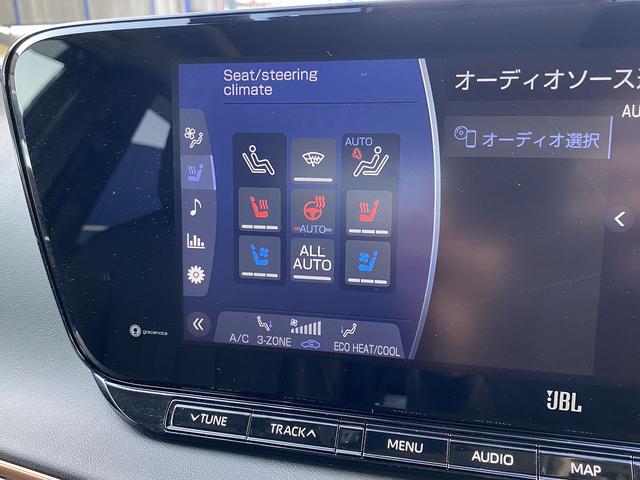 Seat/steering
climate
オーディオソース
AU
オーディオ選択
AUTO
AUTO
ALL
AUTO
A/C 3-ZONE ECO HEAT/COOL
gracenote
JBL
TUNE
TRACK
MENU
AUDIO
MAP